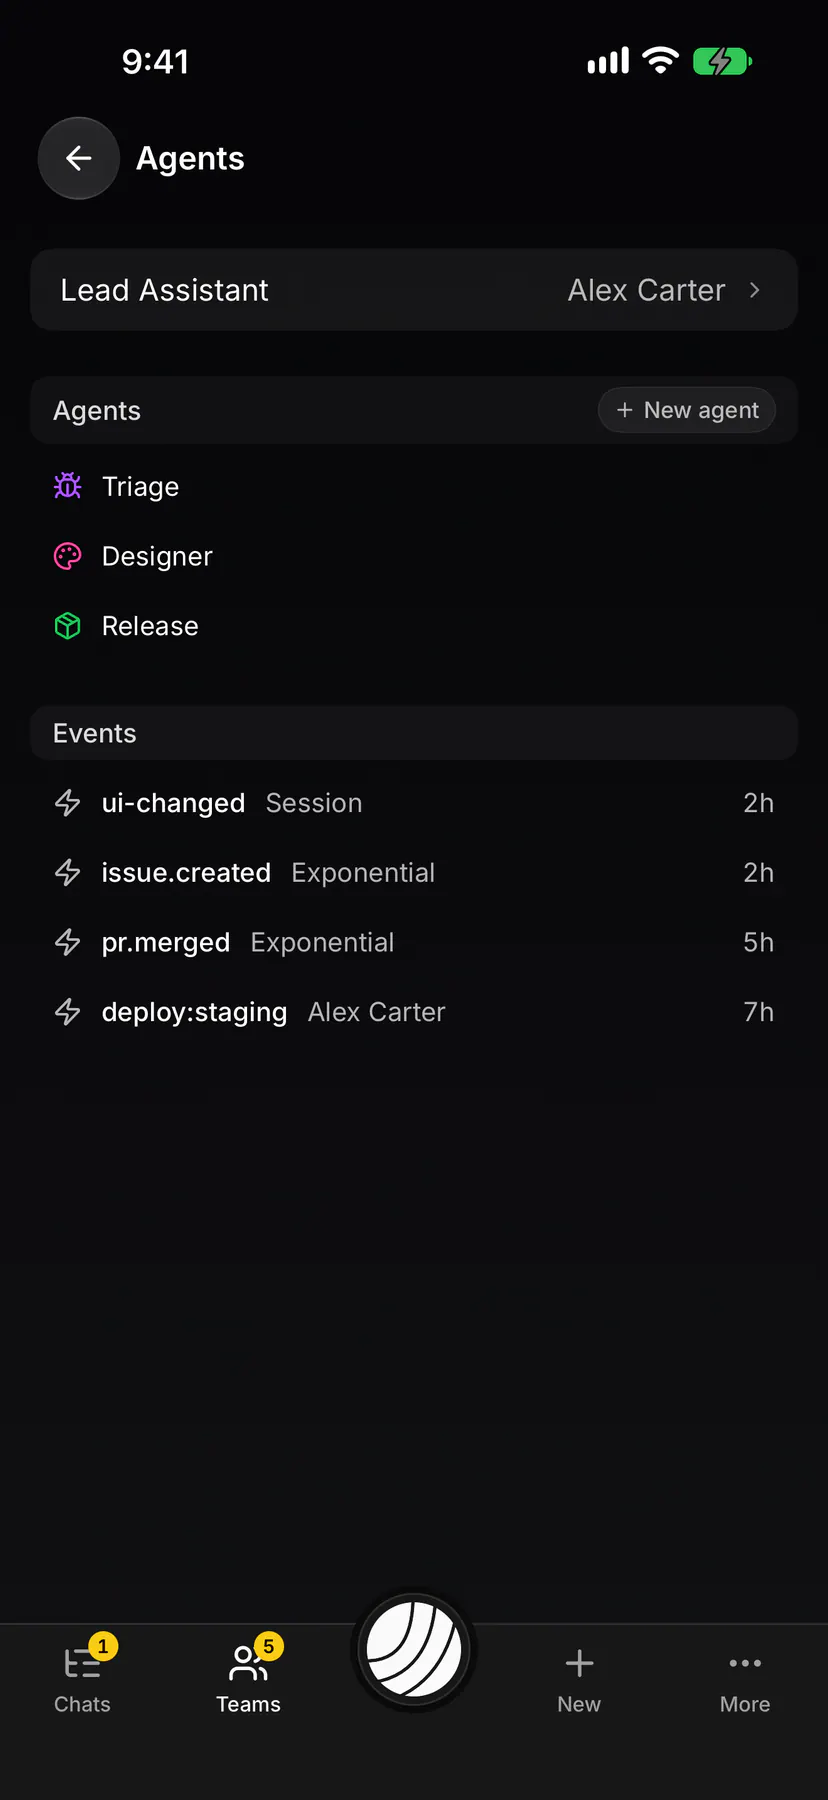 9:41
Agents
Lead Assistant Alex Carter
Agents + New agent
Triage
Designer
Release
Events
ui-changed Session 2h
issue.created Exponential 2h
pr.merged Exponential 5h
deploy:staging Alex Carter 7h
1 5
Chats Teams New More